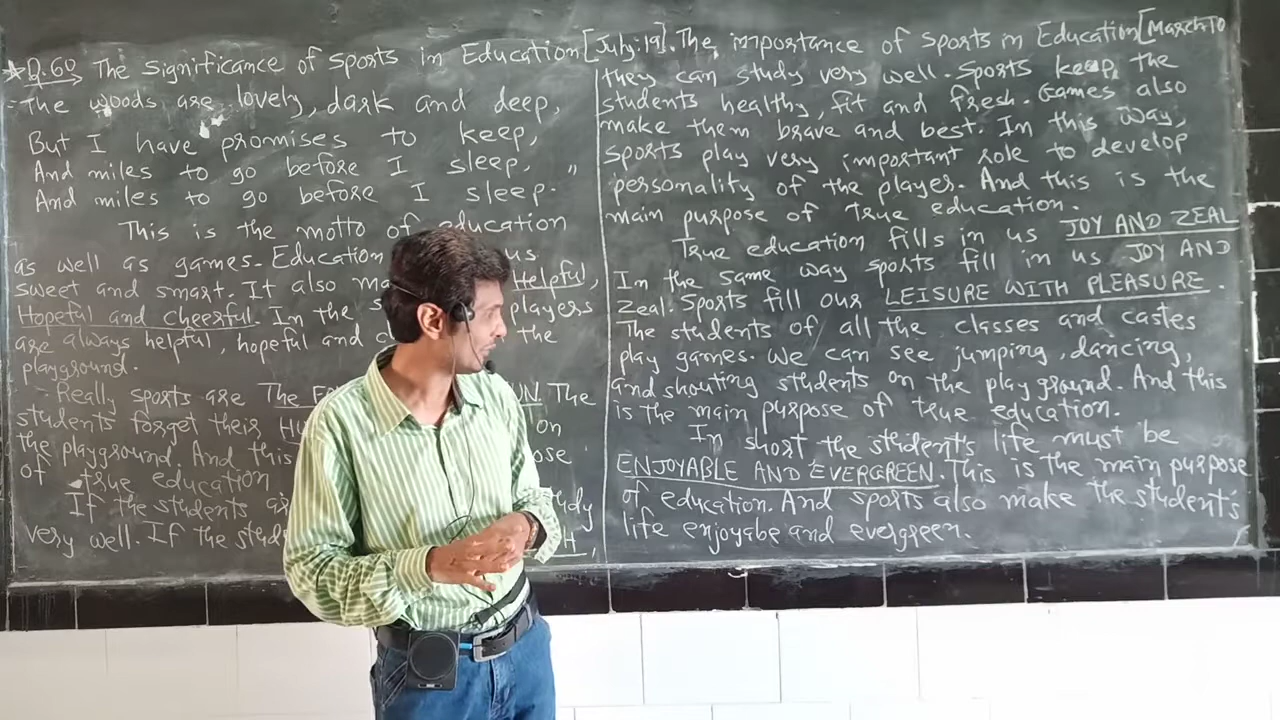 Q.60 The significance of sports in Education [July:19]. The importance of sports in Education [March 10
"The woods are lovely, dark and deep,
But I have promises to keep,
And miles to go before I sleep,
And miles to go before I sleep. "
This is the motto of education
as well as games. Education us
sweet and smart. It also Helpful,
Hopeful and cheerful. In the players
are always helpful, hopeful and the
playground.
Really sports are The FUN. The
students forget their on
the playground. And this
of true education
If the students study
very well. If the
they can study very well. Sports keep the
students healthy, fit and fresh. Games also
make them brave and best. In this way,
sports play very important role to develop
personality of the player. And this is the
main purpose of true education.
True education fills in us JOY AND ZEAL
In the same way sports fill in us JOY AND
Zeal. Sports fill our LEISURE WITH PLEASURE.
The students of all the classes and castes
play games. We can see jumping, dancing,
and shouting students on the playground. And this
is the main purpose of true education.
In short the student's life must be
ENJOYABLE AND EVERGREEN. This is the main purpose
of education. And sports also make the student's
life enjoyabe and evergreen.